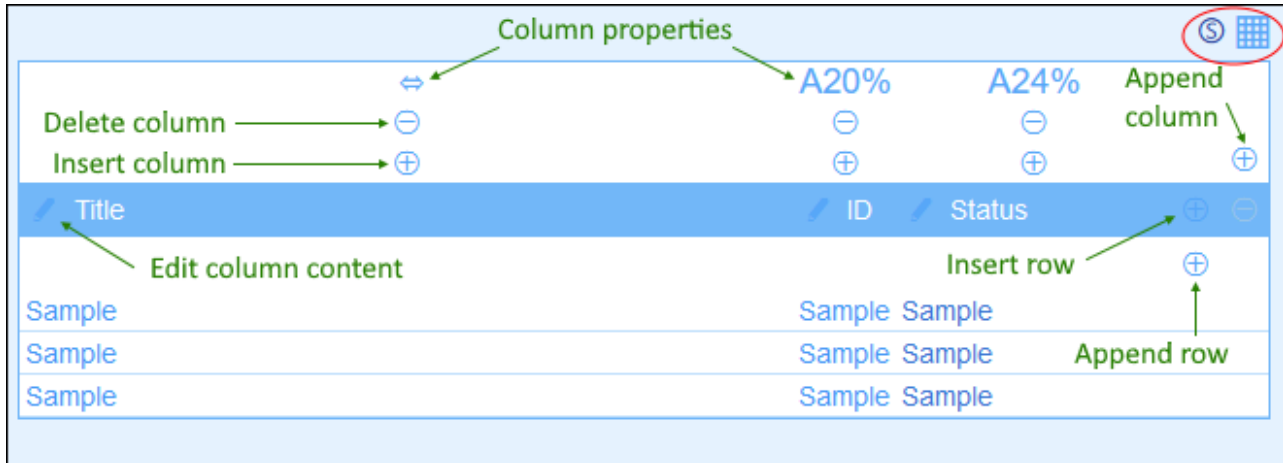 Column properties
S
A20% A24% Append column
Delete column
Insert column
Title ID Status
Edit column content Insert row
Sample Sample Sample
Sample Sample Sample Append row
Sample Sample Sample